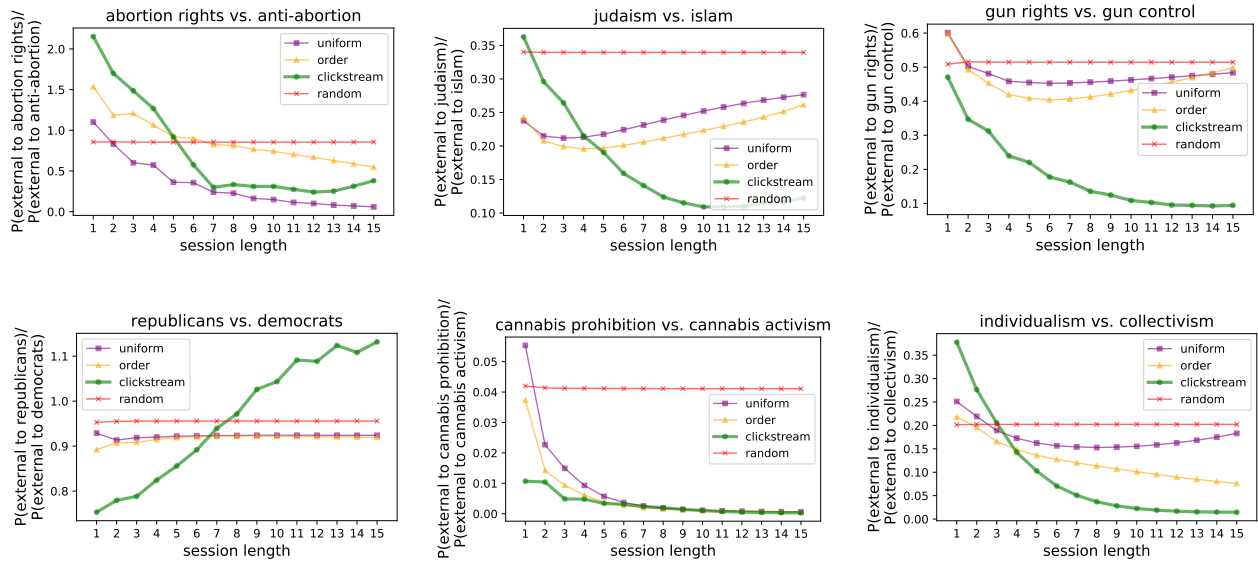 abortion rights vs. anti-abortion
P(external to abortion rights)/
P(external to anti-abortion)
2.0
1.5
1.0
0.5
0.0
uniform
order
clickstream
random
1 2 3 4 5 6 7 8 9 10 11 12 13 14 15
session length
judaism vs. islam
P(external to judaism)/
P(external to islam)
0.35
0.30
0.25
0.20
0.15
0.10
uniform
order
clickstream
random
1 2 3 4 5 6 7 8 9 10 11 12 13 14 15
session length
gun rights vs. gun control
P(external to gun rights)/
P(external to gun control)
0.6
0.5
0.4
0.3
0.2
0.1
uniform
order
clickstream
random
1 2 3 4 5 6 7 8 9 10 11 12 13 14 15
session length
republicans vs. democrats
P(external to republicans)/
P(external to democrats)
1.1
1.0
0.9
0.8
uniform
order
clickstream
random
1 2 3 4 5 6 7 8 9 10 11 12 13 14 15
session length
cannabis prohibition vs. cannabis activism
P(external to cannabis prohibition)/
P(external to cannabis activism)
0.05
0.04
0.03
0.02
0.01
0.00
uniform
order
clickstream
random
1 2 3 4 5 6 7 8 9 10 11 12 13 14 15
session length
individualism vs. collectivism
P(external to individualism)/
P(external to collectivism)
0.35
0.30
0.25
0.20
0.15
0.10
0.05
0.00
uniform
order
clickstream
random
1 2 3 4 5 6 7 8 9 10 11 12 13 14 15
session length